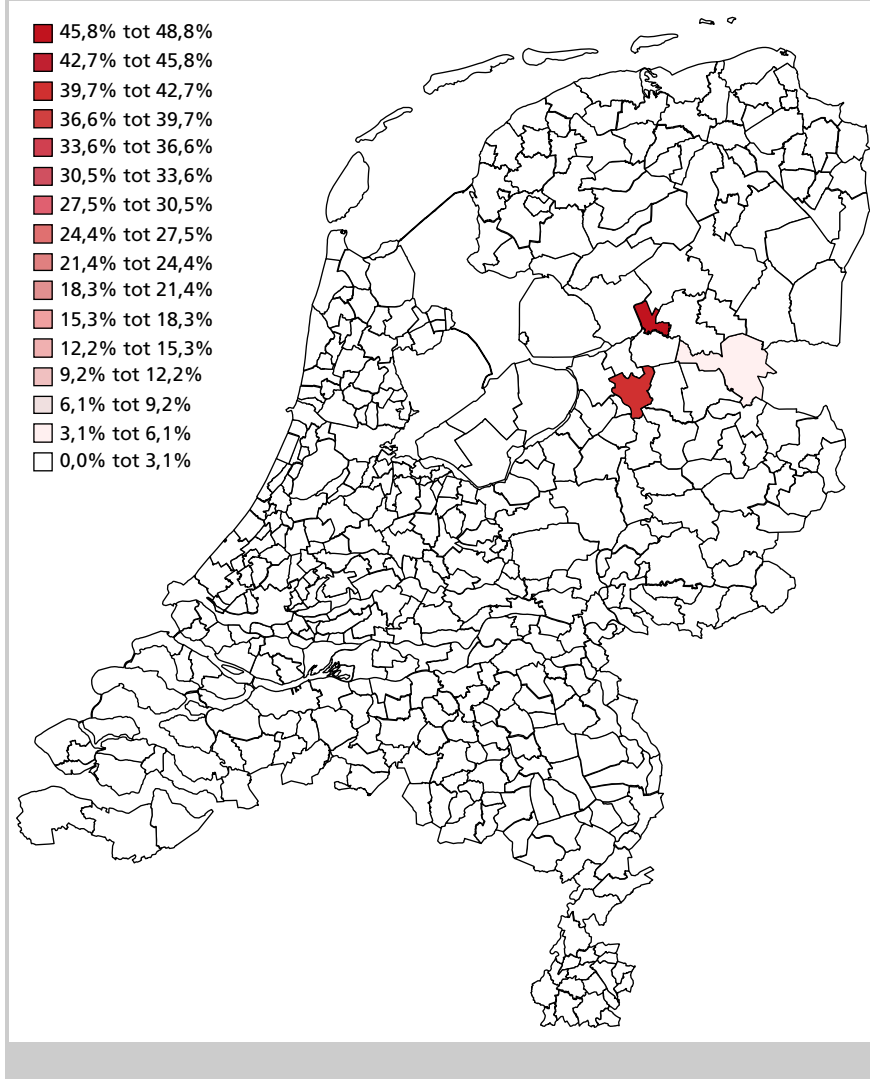 45,8% tot 48,8%
42,7% tot 45,8%
39,7% tot 42,7%
36,6% tot 39,7%
33,6% tot 36,6%
30,5% tot 33,6%
27,5% tot 30,5%
24,4% tot 27,5%
21,4% tot 24,4%
18,3% tot 21,4%
15,3% tot 18,3%
12,2% tot 15,3%
9,2% tot 12,2%
6,1% tot 9,2%
3,1% tot 6,1%
0,0% tot 3,1%